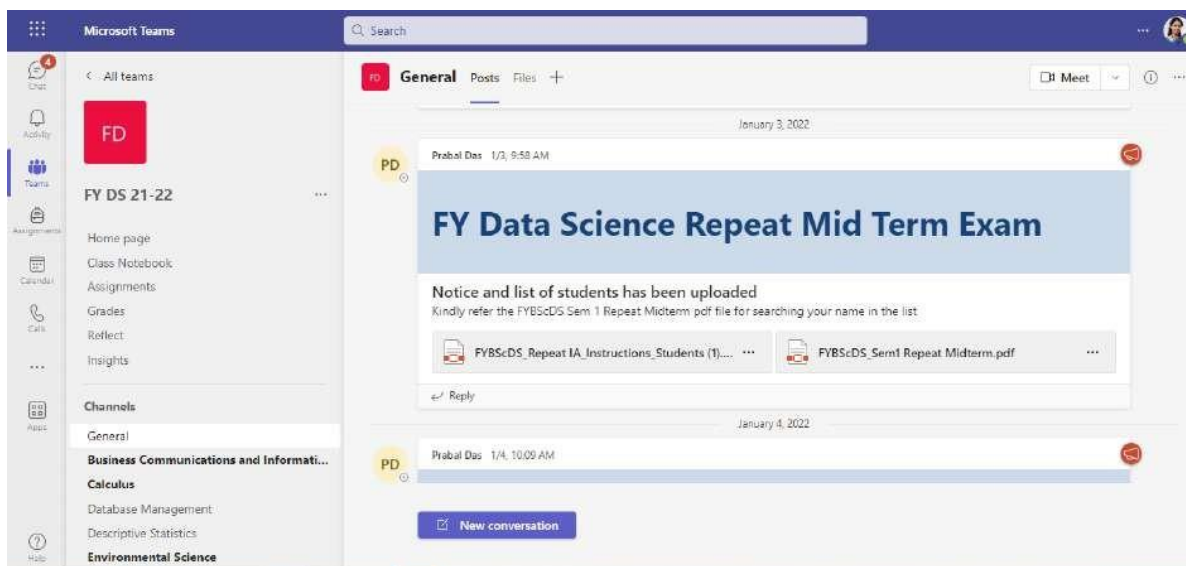 Microsoft Teams
Search
...
4
Chat
Activity
Teams
Assignments
Calendar
Calls
...
Apps
Help
All teams
FD
FY DS 21-22
...
Home page
Class Notebook
Assignments
Grades
Reflect
Insights
Channels
General
Business Communications and Informati...
Calculus
Database Management
Descriptive Statistics
Environmental Science
FD
General Posts Files +
Meet
...
January 3, 2022
PD
Prabal Das 1/3, 9:58 AM
FY Data Science Repeat Mid Term Exam
Notice and list of students has been uploaded
Kindly refer the FYBScDS Sem 1 Repeat Midterm pdf file for searching your name in the list
FYBScDS_Repeat IA_Instructions_Students (1).... ...
FYBScDS_Sem1 Repeat Midterm.pdf ...
Reply
January 4, 2022
PD
Prabal Das 1/4, 10:09 AM
New conversation